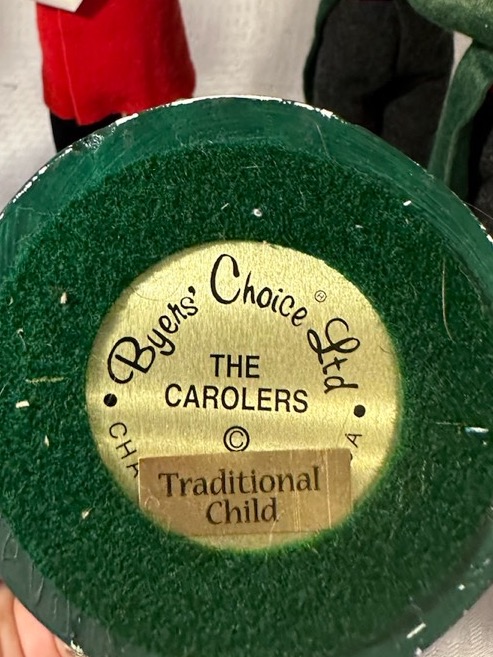 Byers' Choice Ltd
®
THE
CAROLERS
©
Traditional
Child